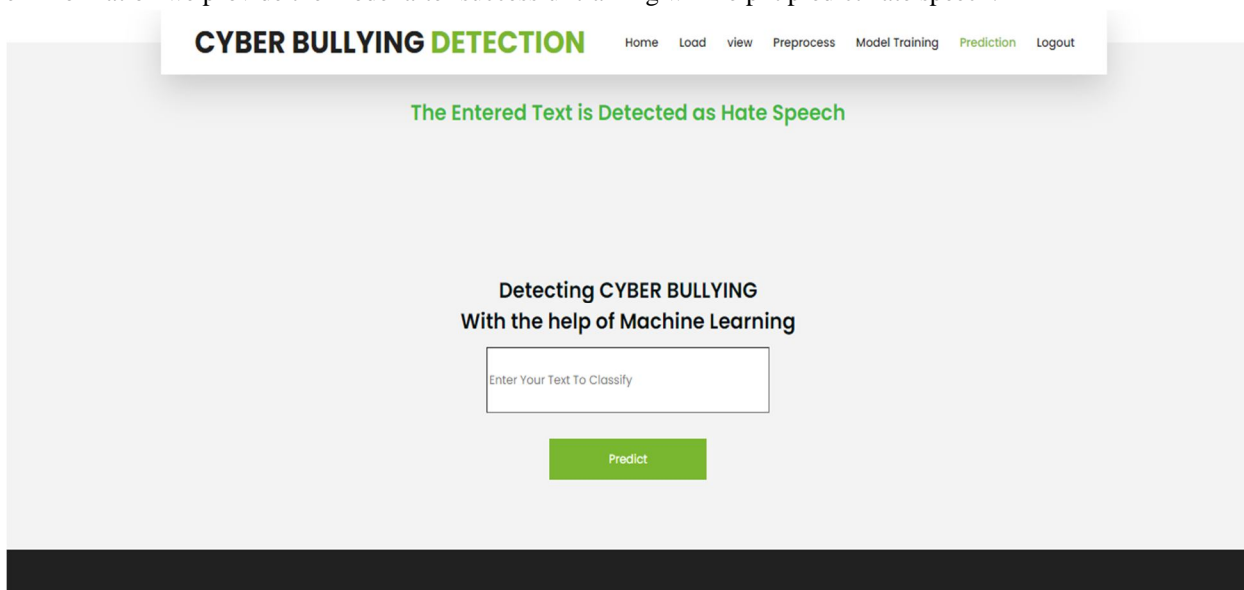 CYBER BULLYING DETECTION Home Load view Preprocess Model Training Prediction Logout
The Entered Text is Detected as Hate Speech
Detecting CYBER BULLYING
With the help of Machine Learning
Enter Your Text To Classify
Predict